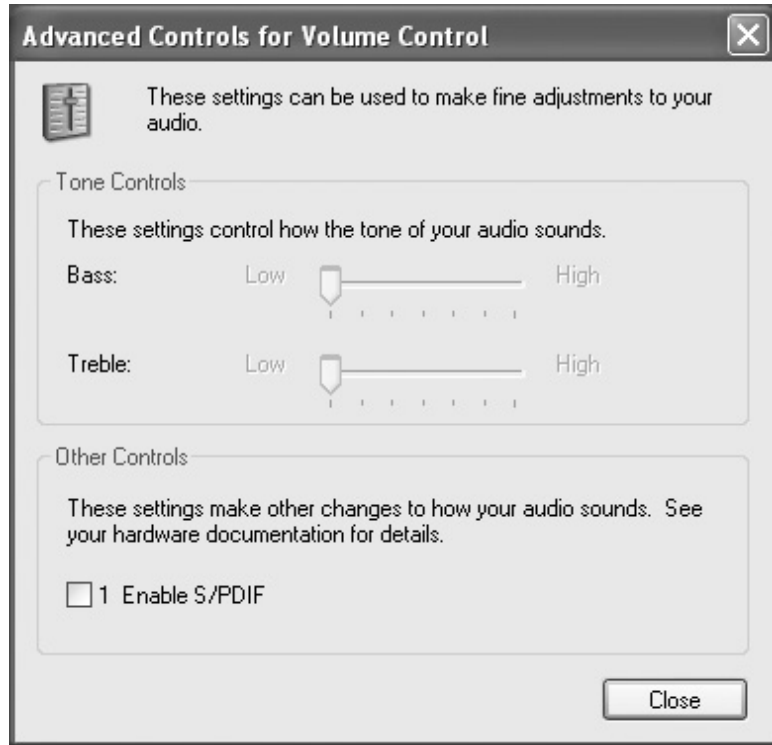 Advanced Controls for Volume Control
These settings can be used to make fine adjustments to your
audio.
Tone Controls
These settings control how the tone of your audio sounds.
Bass: Low High
Treble: Low High
Other Controls
These settings make other changes to how your audio sounds. See
your hardware documentation for details.
1 Enable S/PDIF
Close